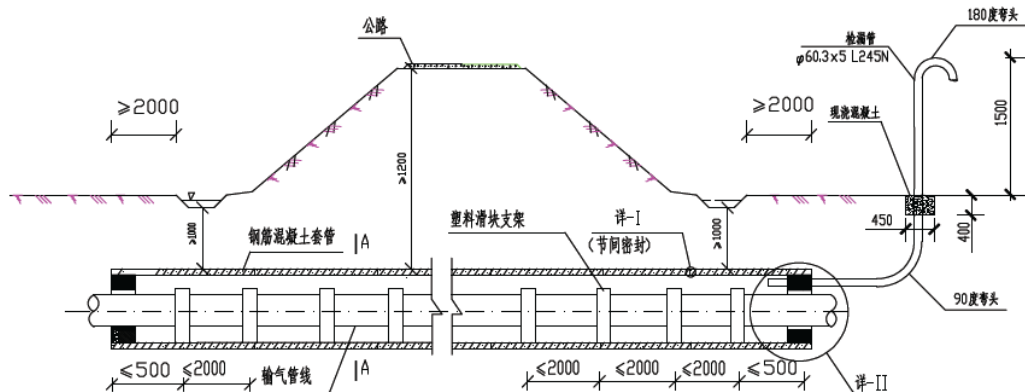 公路
180度弯头
检漏管
φ60.3×5 L245N
≥2000
≥2000
现浇混凝土
1500
≥1200
≥1000
钢筋混凝土套管
A
塑料滑块支架
详-I
(节间密封)
≥1000
450
400
90度弯头
≤500
≤2000
输气管线
A
≤2000
≤2000
≤2000
≤500
详-II